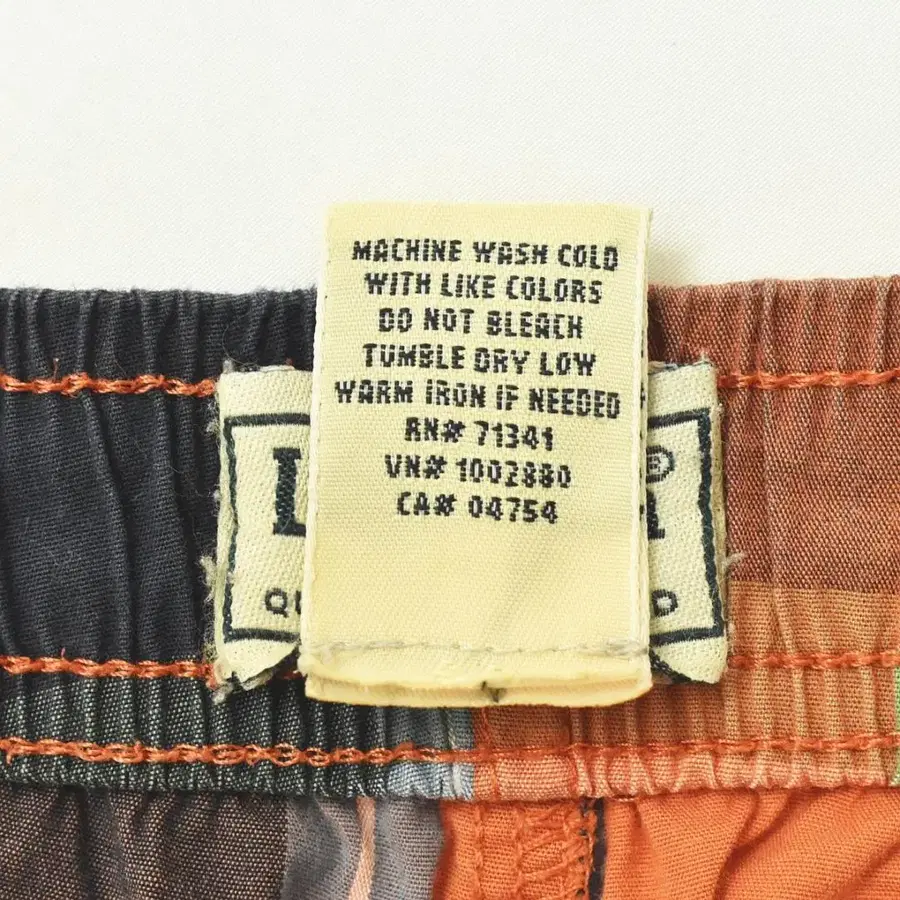 MACHINE WASH COLD
WITH LIKE COLORS
DO NOT BLEACH
TUMBLE DRY LOW
WARM IRON IF NEEDED
RN# 71341
VN# 1002880
CA# 04754